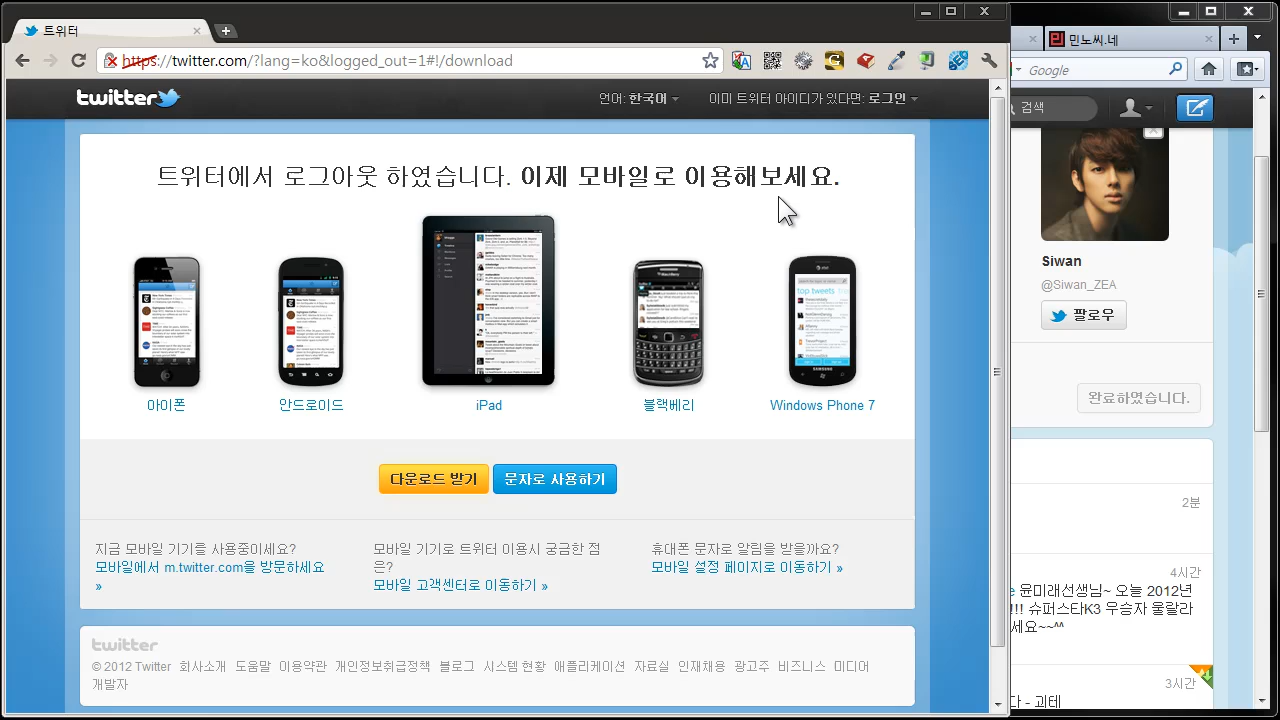 트위터
민노씨.네
https://twitter.com/?lang=ko&logged_out=1#!/download
Google
twitter
언어: 한국어
이미 트위터 아이디가 있다면: 로그인
검색
트위터에서 로그아웃 하였습니다. 이제 모바일로 이용해보세요.
Siwan
@Siwan_ZEA
팔로우
완료하였습니다.
top tweets
SAMSUNG
아이폰
안드로이드
iPad
블랙베리
Windows Phone 7
다운로드 받기
문자로 사용하기
2분
지금 모바일 기기을 사용중이세요?
모바일에서 m.twitter.com을 방문하세요
»
모바일 기기로 트위터 이용시 궁금한 점
은?
모바일 고객센터로 이동하기 »
휴대폰 문자로 알림을 받을까요?
모바일 설정 페이지로 이동하기 »
4시간
e 윤미래선생님~ 오늘 2012년
!!! 슈퍼스타K3 우승자 울랄라
세요~~^^
3시간
다 - 괴테
twitter
© 2012 Twitter 회사소개 도움말 이용약관 개인정보취급정책 블로그 시스템 현황 애플리케이션 자료실 인재채용 광고주 비즈니스 미디어
개발자